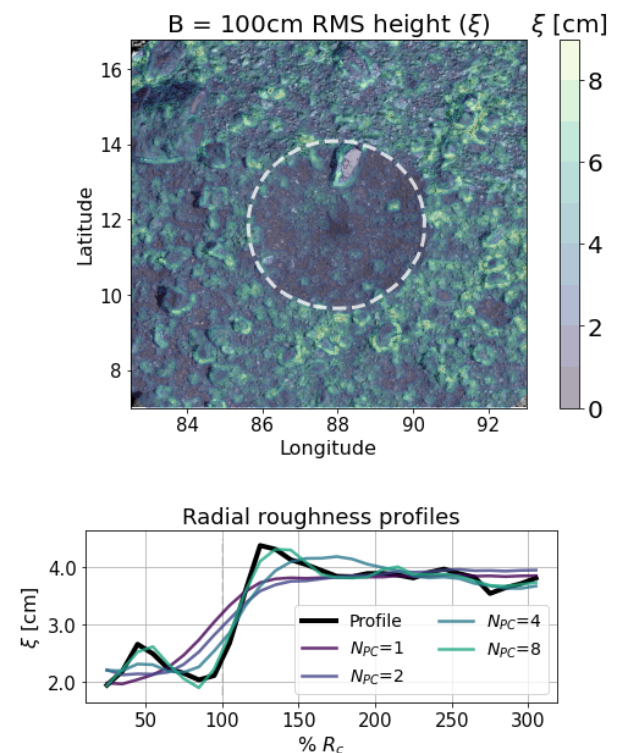 B = 100cm RMS height (ξ)
ξ [cm]
16
14
12
10
8
Latitude
84
86
88
90
92
Longitude
8
6
4
2
0
Radial roughness profiles
4.0
3.0
2.0
ξ [cm]
Profile
N_PC=1
N_PC=2
N_PC=4
N_PC=8
50
100
150
200
250
300
% R_c